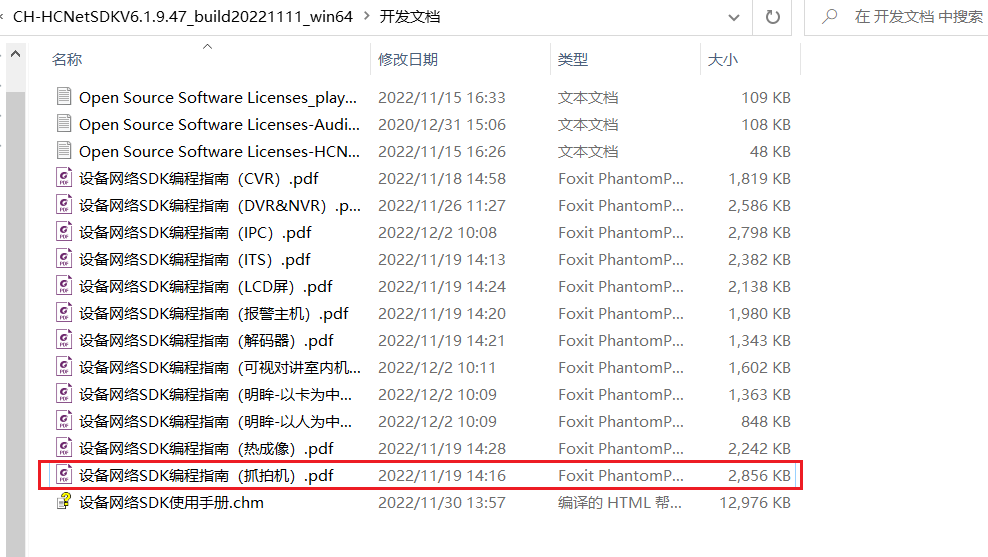 CH-HCNetSDKV6.1.9.47_build20221111_win64 > 开发文档 在 开发文档 中搜索
名称 修改日期 类型 大小
Open Source Software Licenses_play... 2022/11/15 16:33 文本文档 109 KB
Open Source Software Licenses-Audi... 2020/12/31 15:06 文本文档 108 KB
Open Source Software Licenses-HCN... 2022/11/15 16:26 文本文档 48 KB
设备网络SDK编程指南（CVR）.pdf 2022/11/18 14:58 Foxit PhantomP... 1,819 KB
设备网络SDK编程指南（DVR&NVR）.p... 2022/11/26 11:27 Foxit PhantomP... 2,586 KB
设备网络SDK编程指南（IPC）.pdf 2022/12/2 10:08 Foxit PhantomP... 2,798 KB
设备网络SDK编程指南（ITS）.pdf 2022/11/19 14:13 Foxit PhantomP... 2,382 KB
设备网络SDK编程指南（LCD屏）.pdf 2022/11/19 14:24 Foxit PhantomP... 2,138 KB
设备网络SDK编程指南（报警主机）.pdf 2022/11/19 14:20 Foxit PhantomP... 1,980 KB
设备网络SDK编程指南（解码器）.pdf 2022/11/19 14:21 Foxit PhantomP... 1,343 KB
设备网络SDK编程指南（可视对讲室内机... 2022/12/2 10:11 Foxit PhantomP... 1,602 KB
设备网络SDK编程指南（明眸-以卡为中... 2022/12/2 10:09 Foxit PhantomP... 1,363 KB
设备网络SDK编程指南（明眸-以人为中... 2022/12/2 10:09 Foxit PhantomP... 848 KB
设备网络SDK编程指南（热成像）.pdf 2022/11/19 14:28 Foxit PhantomP... 2,242 KB
设备网络SDK编程指南（抓拍机）.pdf 2022/11/19 14:16 Foxit PhantomP... 2,856 KB
设备网络SDK使用手册.chm 2022/11/30 13:57 编译的 HTML 帮... 12,976 KB